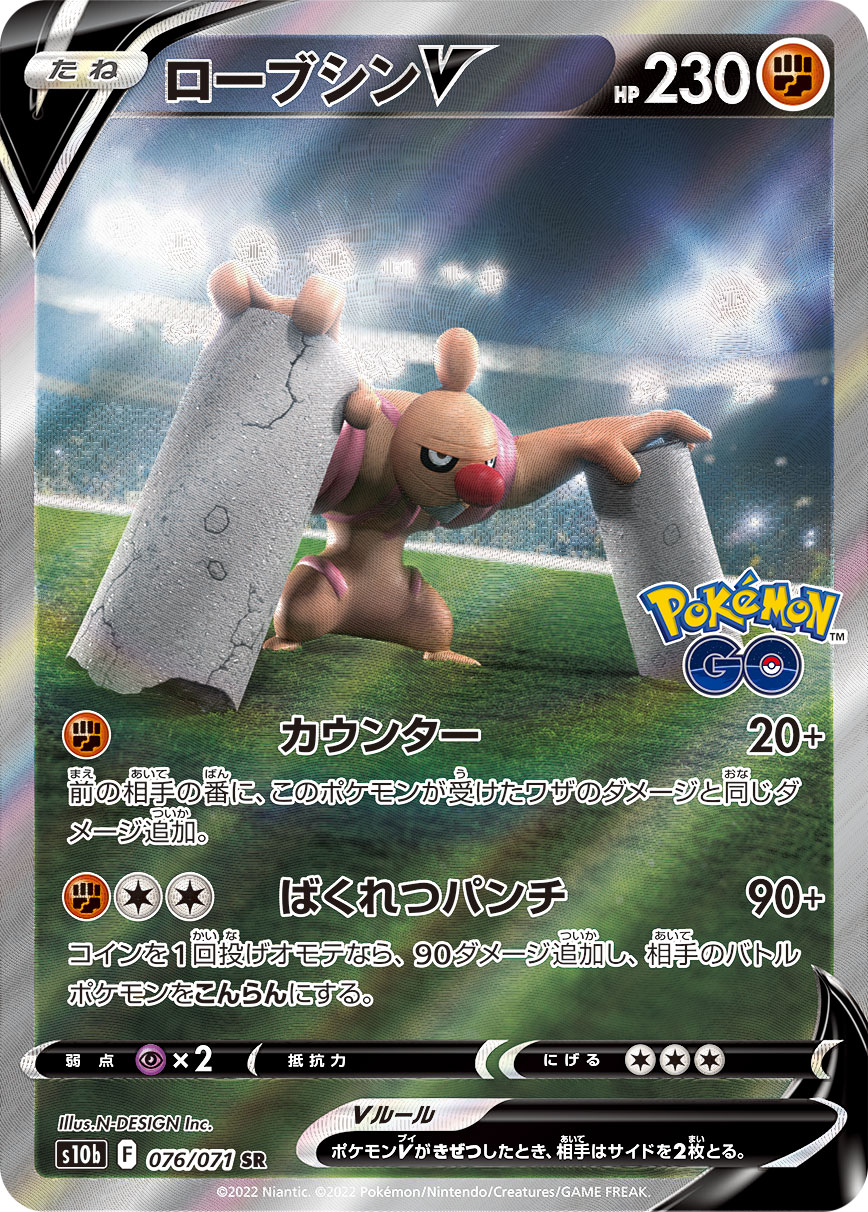 たね
ローブシンV
HP 230
カウンター 20+
前の相手の番に、このポケモンが受けたワザのダメージと同じダ
メージ追加。
ばくれつパンチ 90+
コインを1回投げオモテなら、90ダメージ追加し、相手のバトル
ポケモンをこんらんにする。
弱点 ×2 抵抗力 にげる
Illus.N-DESIGN Inc.
Vルール
ポケモンVがきぜつしたとき、相手はサイドを2枚とる。
s10b F 076/071 SR
©2022 Niantic. ©2022 Pokémon/Nintendo/Creatures/GAME FREAK.
POKéMON
GO
TM